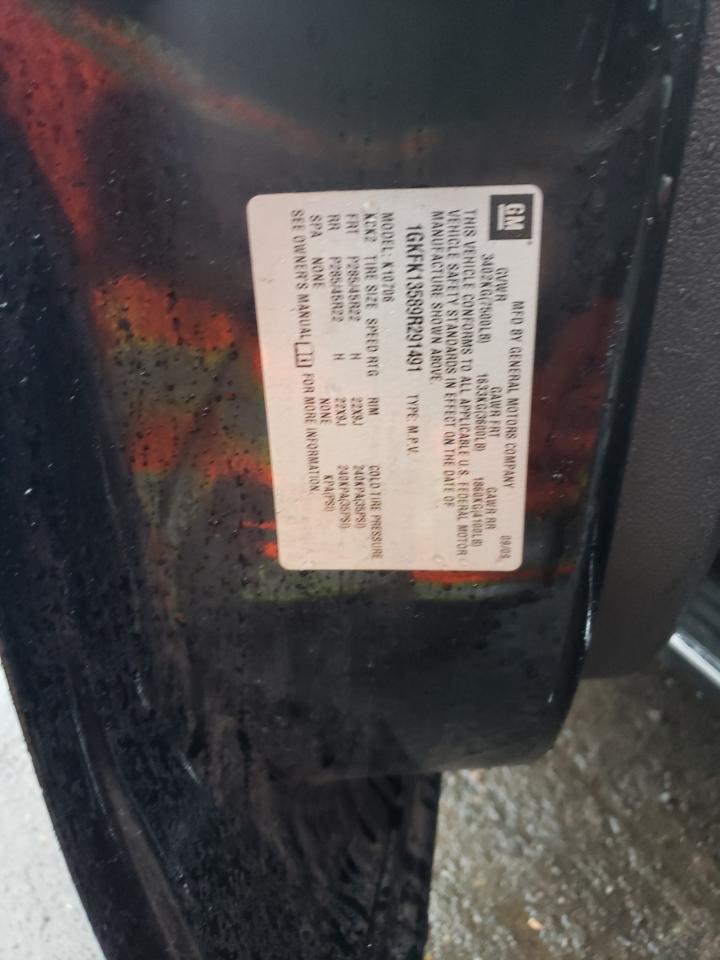 GM
MFD BY GENERAL MOTORS COMPANY 09/09
GVWR GAWR FRT GAWR RR
3402KG(7500LB) 1633KG(3600LB) 1860KG(4100LB)
THIS VEHICLE CONFORMS TO ALL APPLICABLE U.S. FEDERAL MOTOR
VEHICLE SAFETY STANDARDS IN EFFECT ON THE DATE OF
MANUFACTURE SHOWN ABOVE.
1GKFK13569R291491 TYPE: M.P.V.
MODEL: K10706
KCK2 TIRE SIZE SPEED RTG RIM COLD TIRE PRESSURE
FRT P285/45R22 H 22X9J 240KPA(35PSI)
RR P285/45R22 H 22X9J 240KPA(35PSI)
SPA NONE NONE KPA(PSI)
SEE OWNER'S MANUAL FOR MORE INFORMATION.